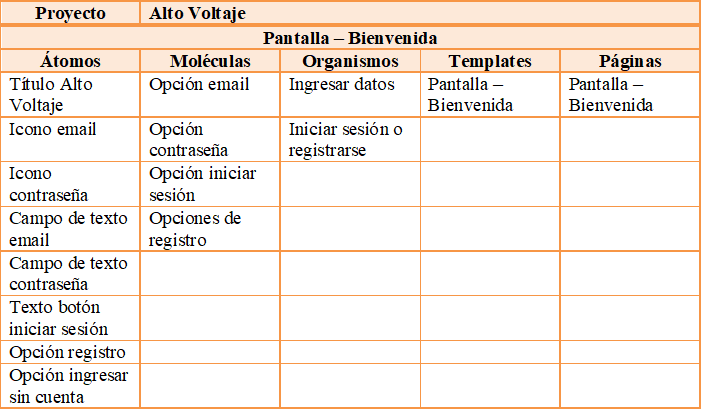 Proyecto Alto Voltaje
Pantalla – Bienvenida
Átomos Moléculas Organismos Templates Páginas
Título Alto Voltaje Opción email Ingresar datos Pantalla – Bienvenida Pantalla – Bienvenida
Icono email Opción contraseña Iniciar sesión o registrarse
Icono contraseña Opción iniciar sesión
Campo de texto email Opciones de registro
Campo de texto contraseña
Texto botón iniciar sesión
Opción registro
Opción ingresar sin cuenta